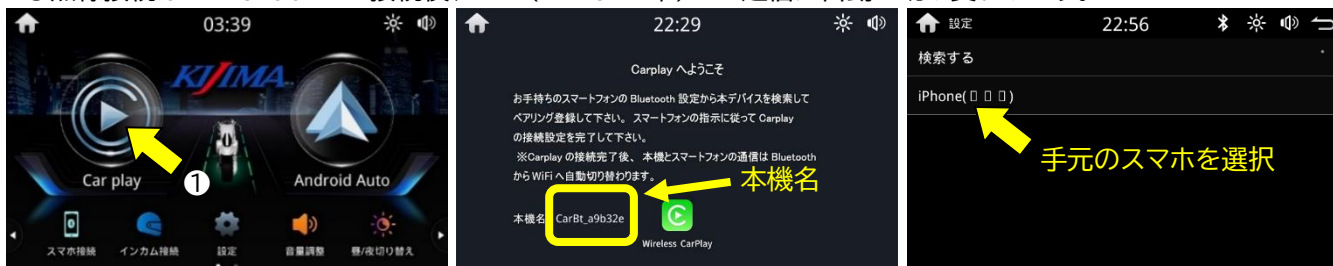 03:39
KIJIMA
Car play
❶
Android Auto
スマホ接続
インカム接続
設定
音量調整
昼/夜切り替え
22:29
Carplay へようこそ
お手持ちのスマートフォンの Bluetooth 設定から本デバイスを検索して
ペアリング登録して下さい。スマートフォンの指示に従って Carplay
の接続設定を完了して下さい。
※Carplay の接続完了後、本機とスマートフォンの通信は Bluetooth
から WiFi へ自動切り替わります。
本機名
本機名 CarBt_a9b32e
Wireless CarPlay
設定
22:56
検索する
iPhone(▯▯▯)
手元のスマホを選択